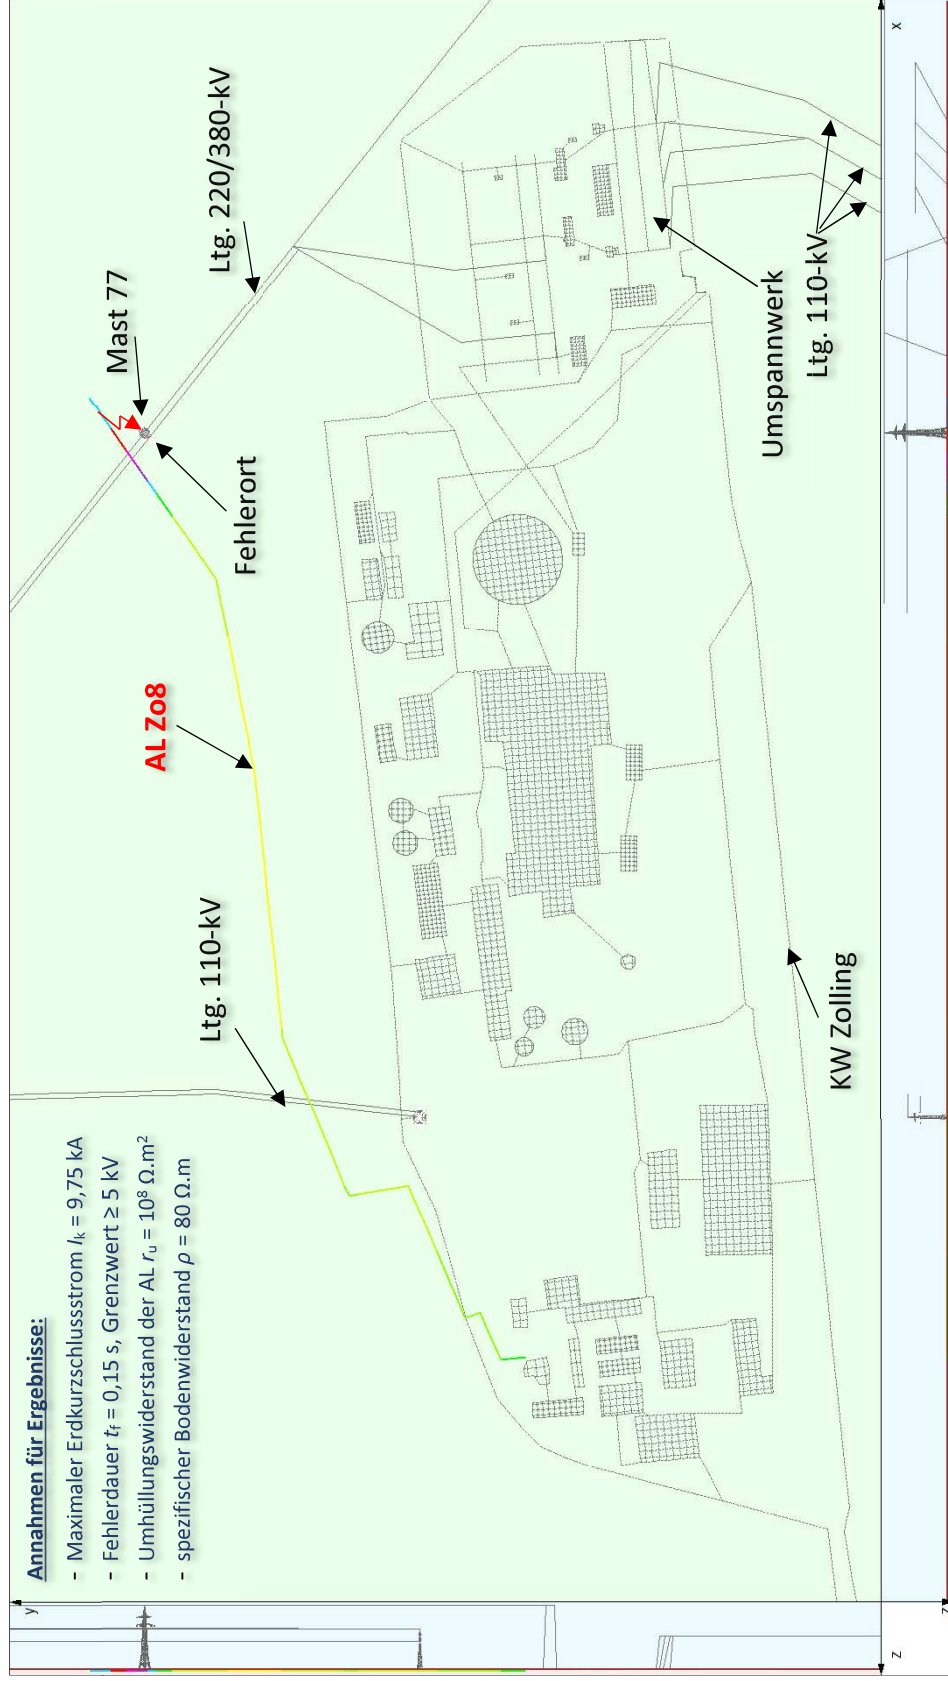 Annahmen für Ergebnisse:
- Maximaler Erdkurzschlussstrom Ik = 9,75 kA
- Fehlerdauer tf = 0,15 s, Grenzwert ≥ 5 kV
- Umhüllungswiderstand der AL ru = 10⁸ Ω.m²
- spezifischer Bodenwiderstand ρ = 80 Ω.m
Ltg. 110-kV
AL Zo8
Fehlerort
Mast 77
Ltg. 220/380-kV
KW Zolling
Umspannwerk
Ltg. 110-kV
y
z
x
z